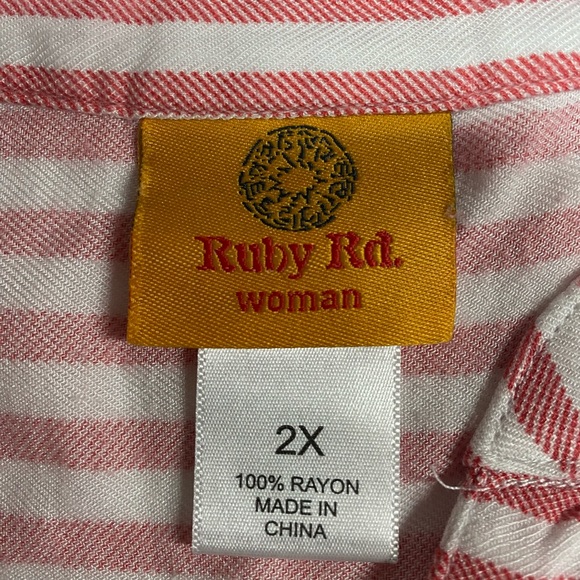 Ruby Rd.
woman
2X
100% RAYON
MADE IN
CHINA